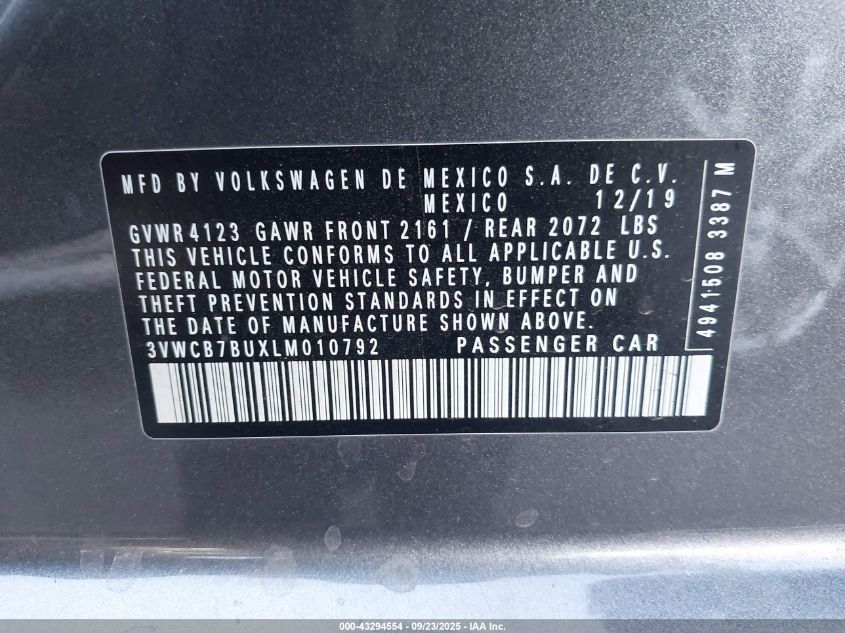 MFD BY VOLKSWAGEN DE MEXICO S.A. DE C.V.
MEXICO 12/19
GVWR 4123 GAWR FRONT 2161 / REAR 2072 LBS
THIS VEHICLE CONFORMS TO ALL APPLICABLE U.S.
FEDERAL MOTOR VEHICLE SAFETY, BUMPER AND
THEFT PREVENTION STANDARDS IN EFFECT ON
THE DATE OF MANUFACTURE SHOWN ABOVE.
3VWCB7BUXLM010792 PASSENGER CAR
4941508 3387 M
000-43294554 - 09/23/2025 - IAA Inc.